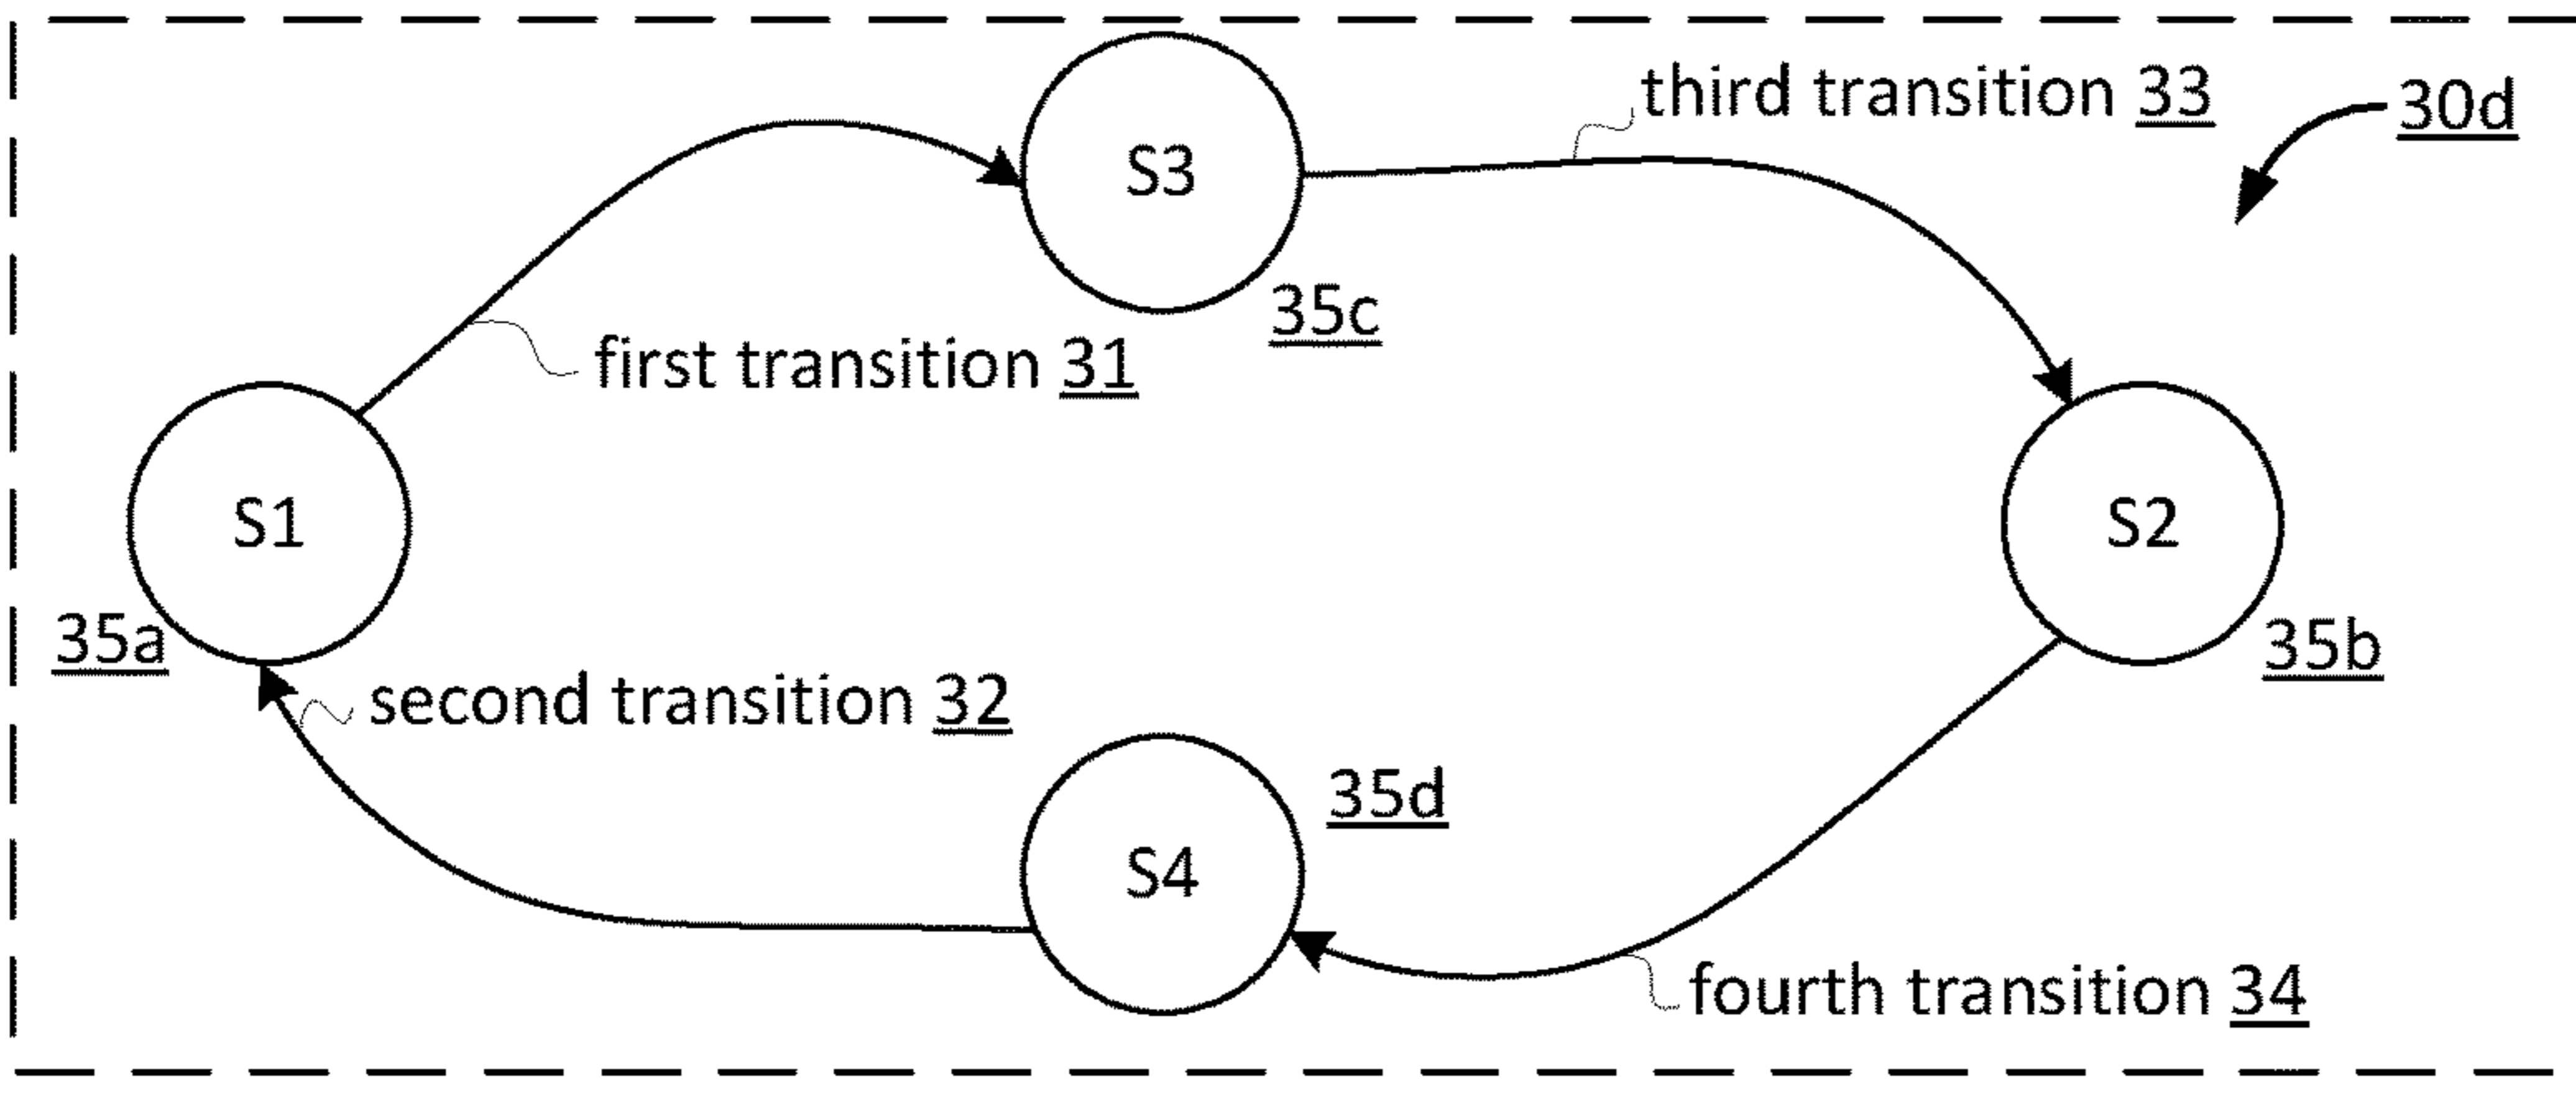 third transition 33
30d
S3
35c
first transition 31
S1
S2
35a
35b
second transition 32
35d
S4
fourth transition 34